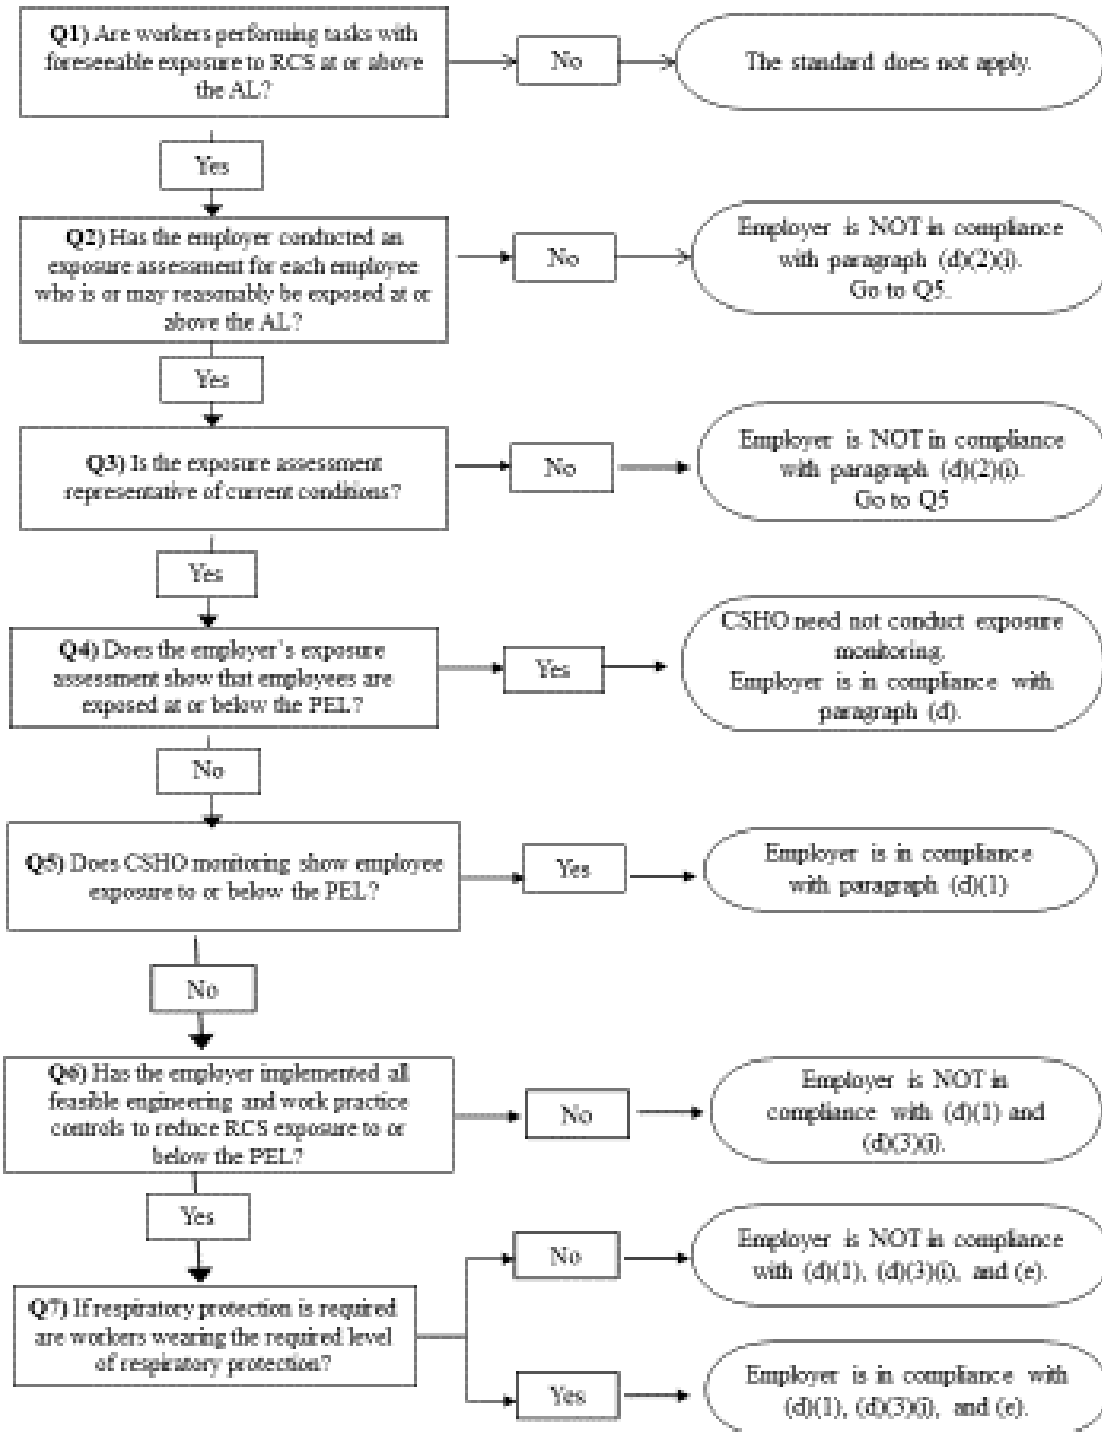 Q1) Are workers performing tasks with
foreseeable exposure to RCS at or above
the AL?
No
The standard does not apply.
Yes
Q2) Has the employer conducted an
exposure assessment for each employee
who is or may reasonably be exposed at or
above the AL?
No
Employer is NOT in compliance
with paragraph (d)(2)(i).
Go to Q5.
Yes
Q3) Is the exposure assessment
representative of current conditions?
No
Employer is NOT in compliance
with paragraph (d)(2)(i).
Go to Q5
Yes
Q4) Does the employer's exposure
assessment show that employees are
exposed at or below the PEL?
Yes
CSHO need not conduct exposure
monitoring.
Employer is in compliance with
paragraph (d).
No
Q5) Does CSHO monitoring show employee
exposure to or below the PEL?
Yes
Employer is in compliance
with paragraph (d)(1)
No
Q6) Has the employer implemented all
feasible engineering and work practice
controls to reduce RCS exposure to or
below the PEL?
No
Employer is NOT in
compliance with (d)(1) and
(d)(3)(i).
Yes
Q7) If respiratory protection is required
are workers wearing the required level
of respiratory protection?
No
Employer is NOT in compliance
with (d)(1), (d)(3)(i), and (e).
Yes
Employer is in compliance with
(d)(1), (d)(3)(i), and (e).